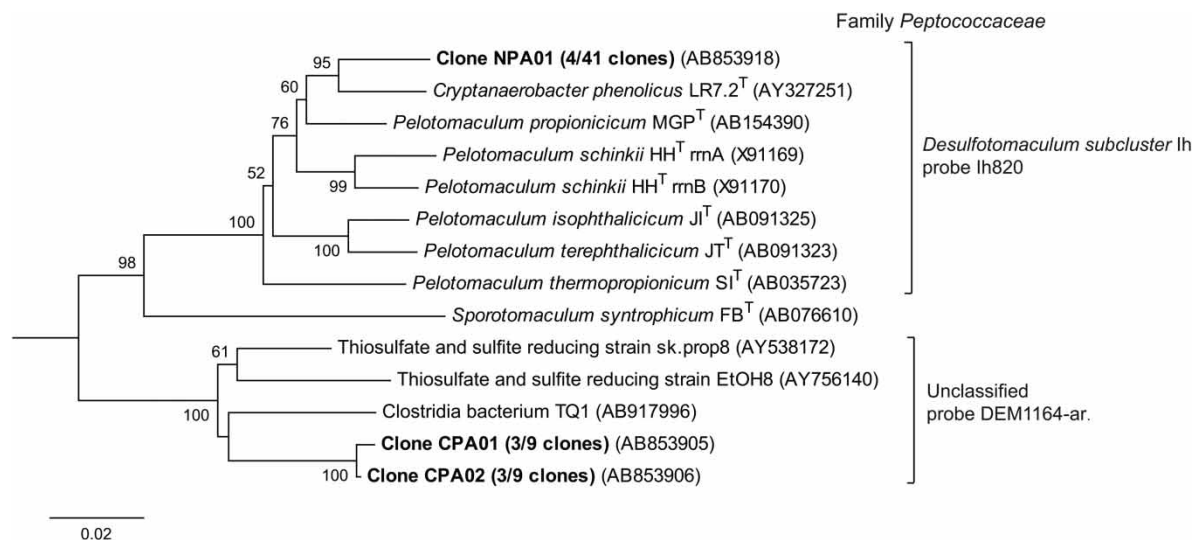 Family Peptococcaceae
95
Clone NPA01 (4/41 clones) (AB853918)
60
Cryptanaerobacter phenolicus LR7.2T (AY327251)
76
Pelotomaculum propionicicum MGPT (AB154390)
Pelotomaculum schinkii HHT rrnA (X91169)
Desulfotomaculum subcluster Ih
probe Ih820
52
99
Pelotomaculum schinkii HHT rrnB (X91170)
100
Pelotomaculum isophthalicicum JIT (AB091325)
100
Pelotomaculum terephthalicicum JTT (AB091323)
98
Pelotomaculum thermopropionicum SIT (AB035723)
Sporotomaculum syntrophicum FBT (AB076610)
61
Thiosulfate and sulfite reducing strain sk.prop8 (AY538172)
Thiosulfate and sulfite reducing strain EtOH8 (AY756140)
Unclassified
probe DEM1164-ar.
100
Clostridia bacterium TQ1 (AB917996)
Clone CPA01 (3/9 clones) (AB853905)
100
Clone CPA02 (3/9 clones) (AB853906)
0.02